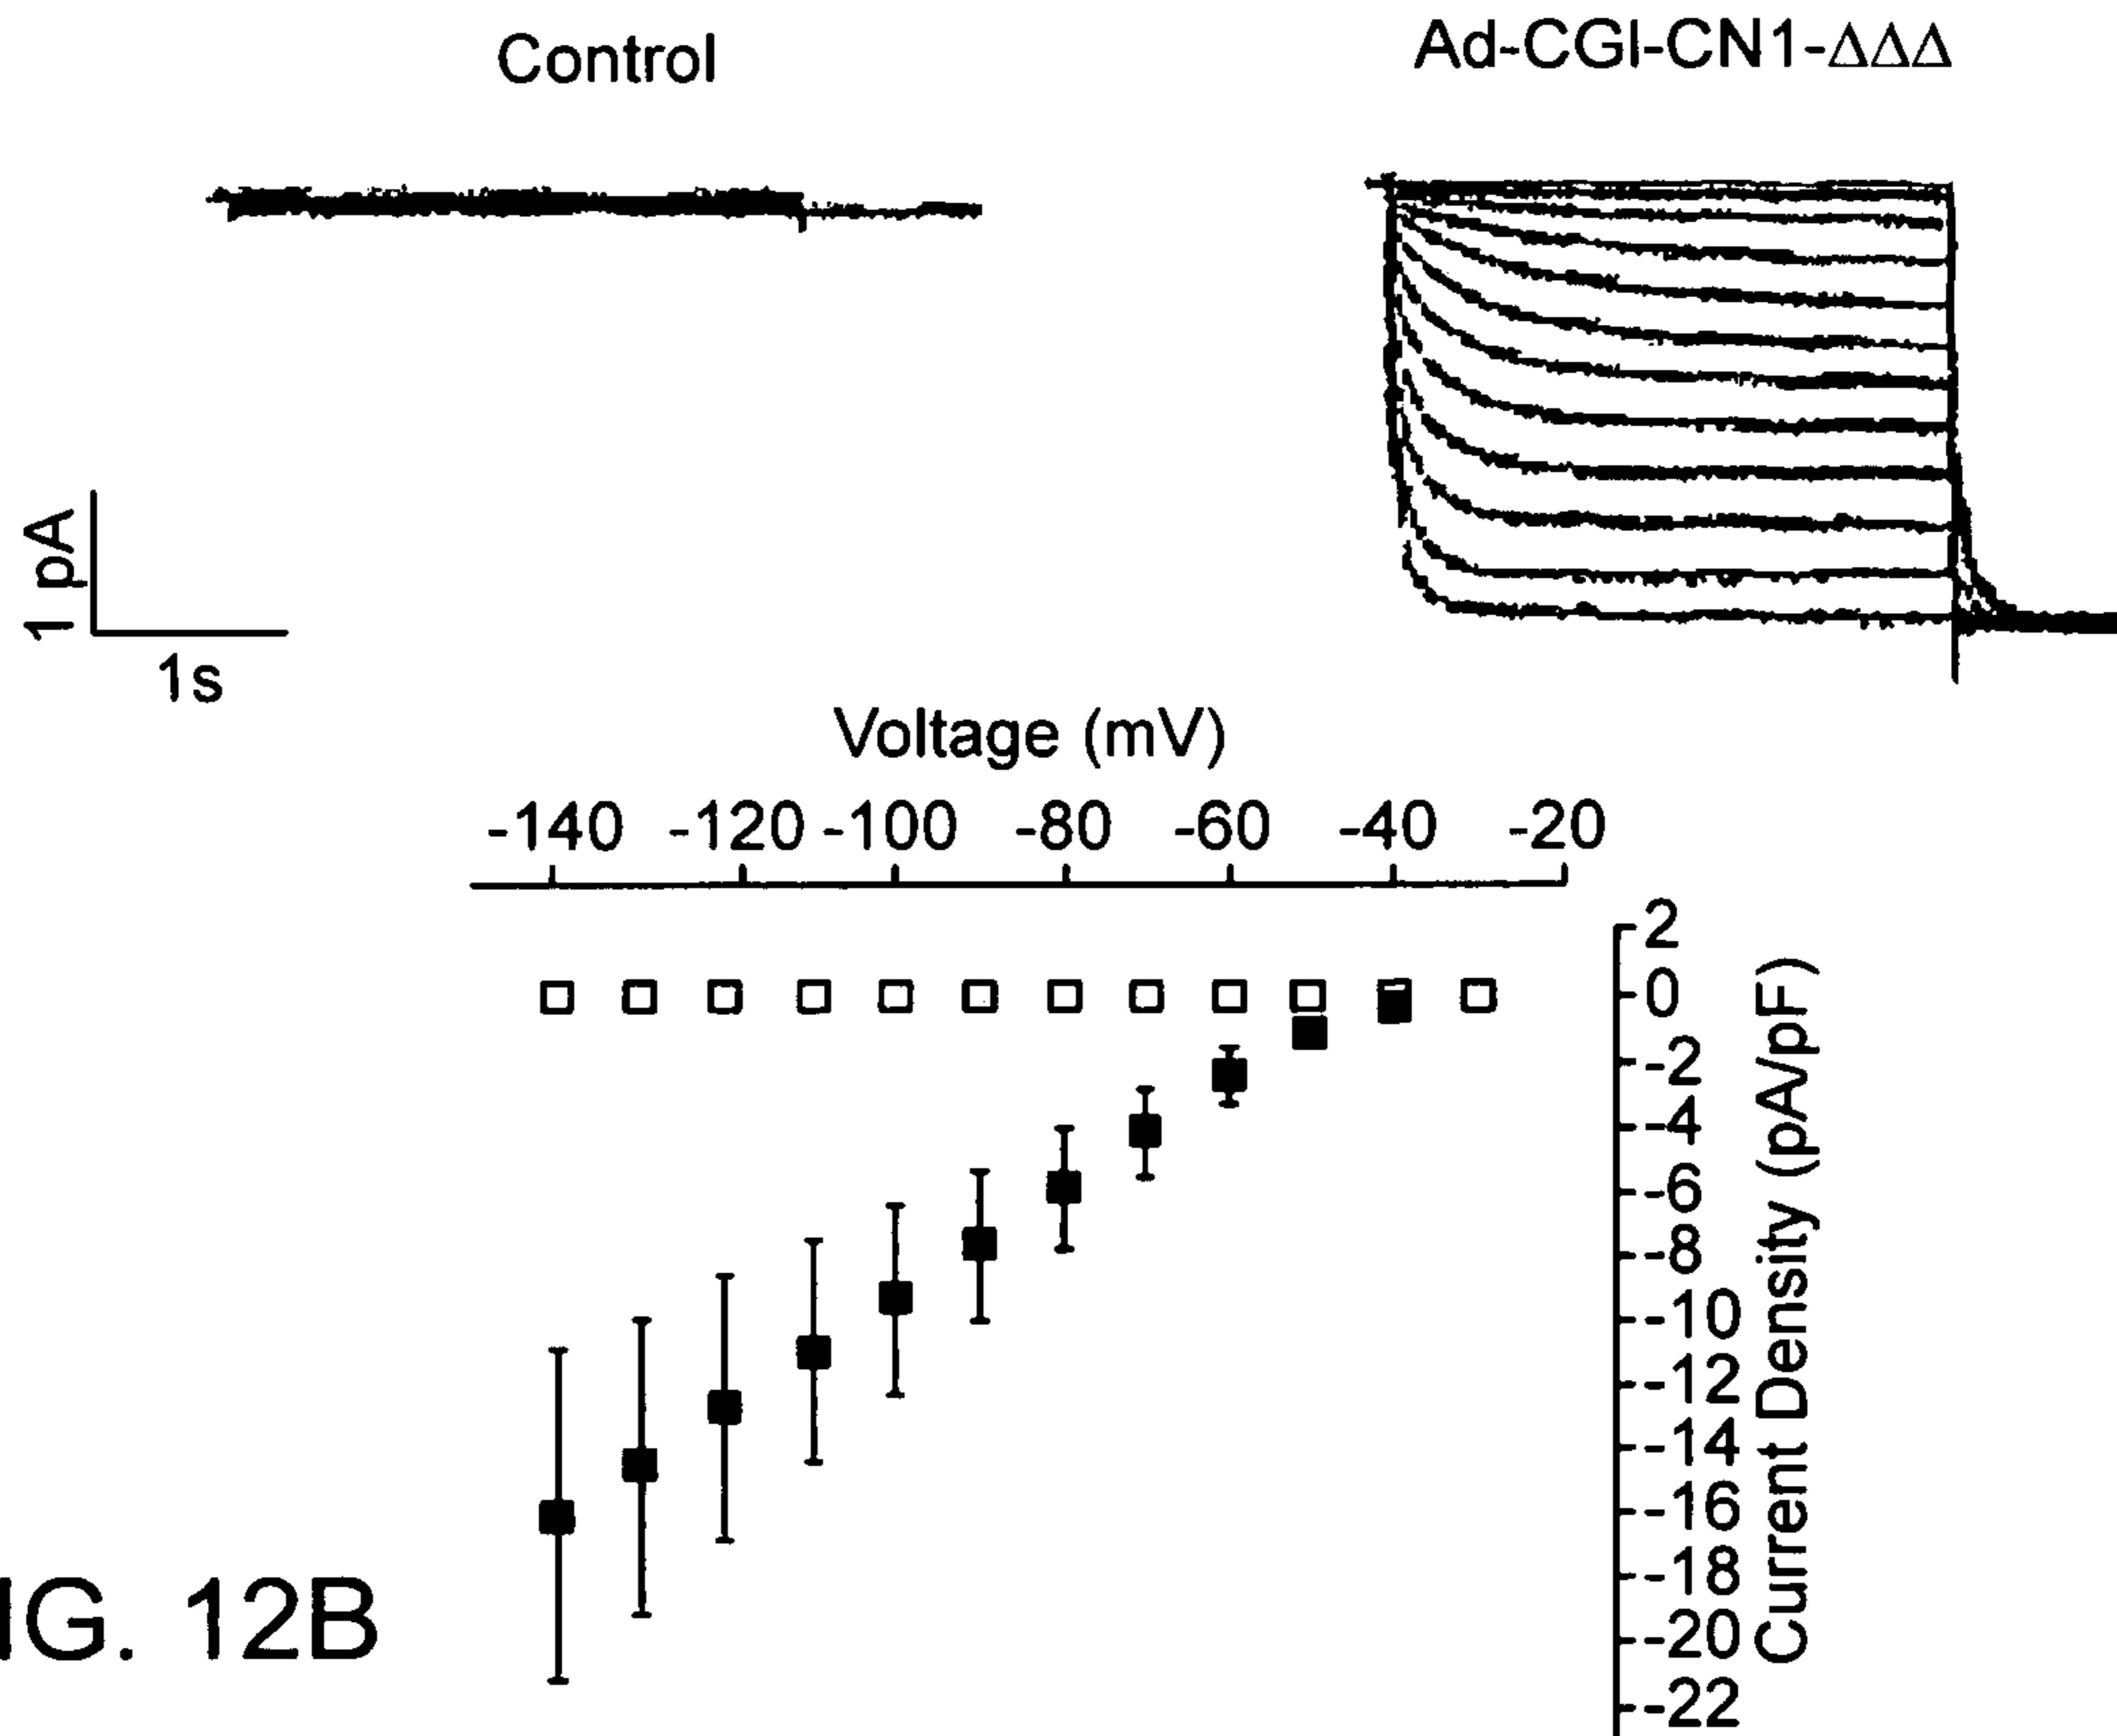 Control
Ad-CGI-CN1-ΔΔΔ
1 pA
1s
Voltage (mV)
-140 -120 -100 -80 -60 -40 -20
2
0
-2
-4
-6
-8
-10
-12
-14
-16
-18
-20
-22
Current Density (pA/pF)
IG. 12B